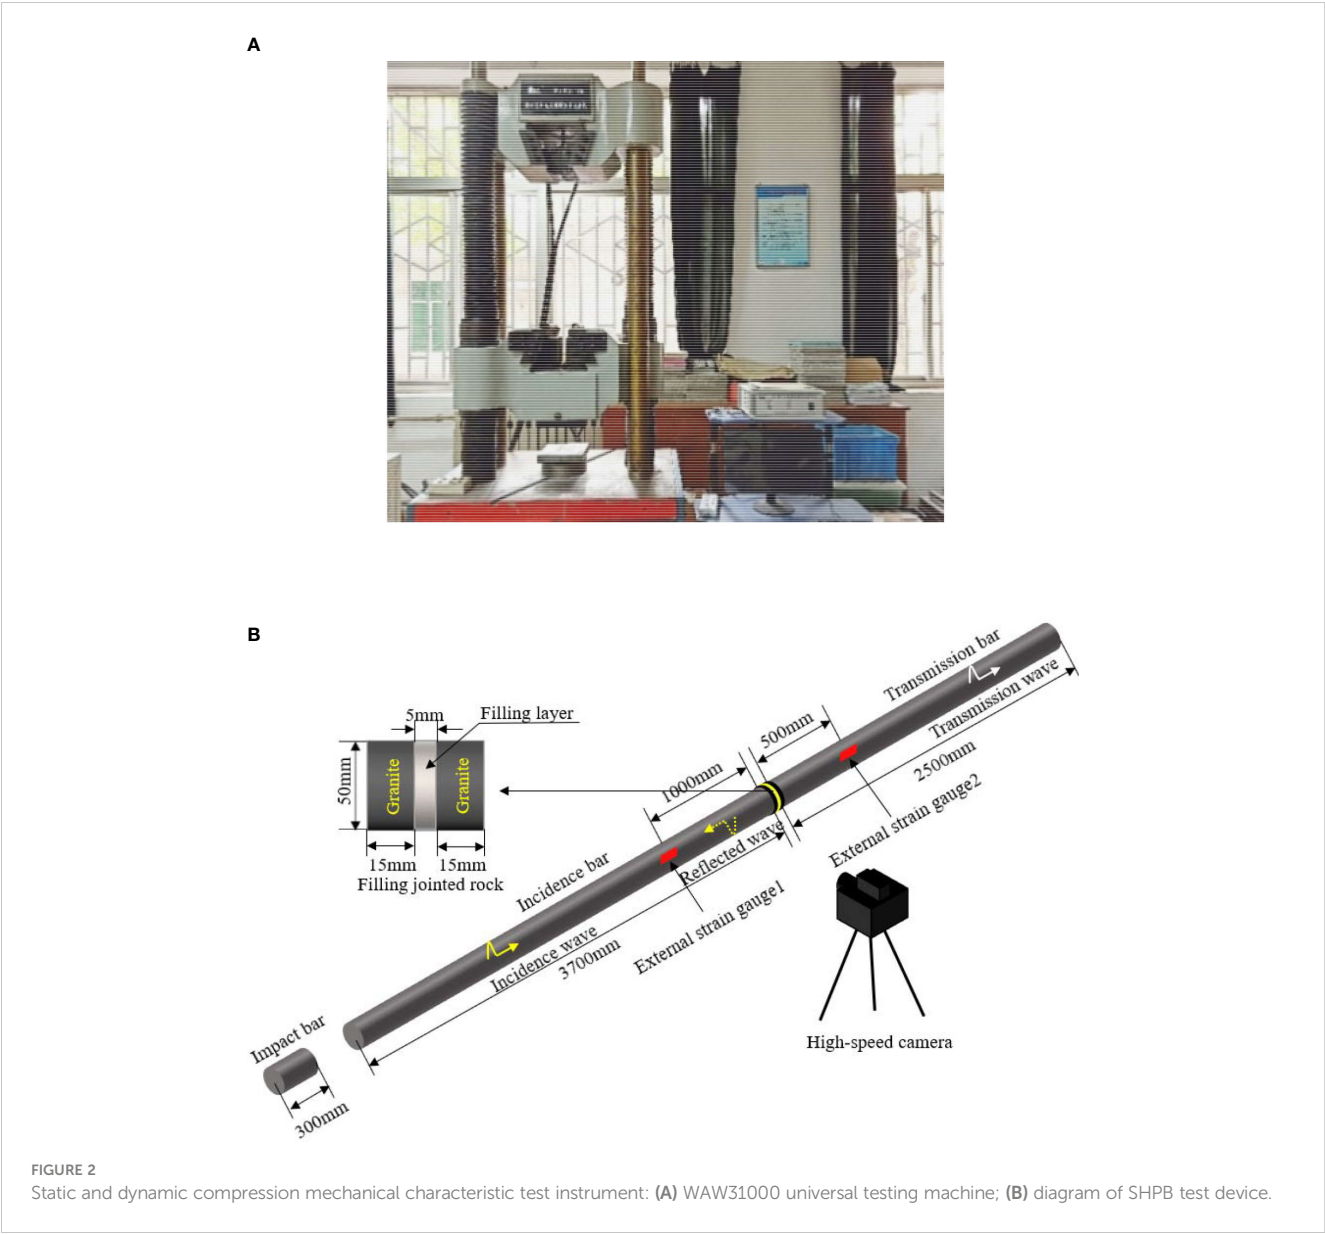 A
B
Transmission bar
Transmission wave
500mm
2500mm
5mm
Filling layer
1000mm
50mm
Granite
Granite
External strain gauge2
15mm
15mm
Filling jointed rock
Reflected wave
Incidence bar
External strain gauge1
Incidence wave
3700mm
High-speed camera
Impact bar
300mm
FIGURE 2
Static and dynamic compression mechanical characteristic test instrument: (A) WAW31000 universal testing machine; (B) diagram of SHPB test device.